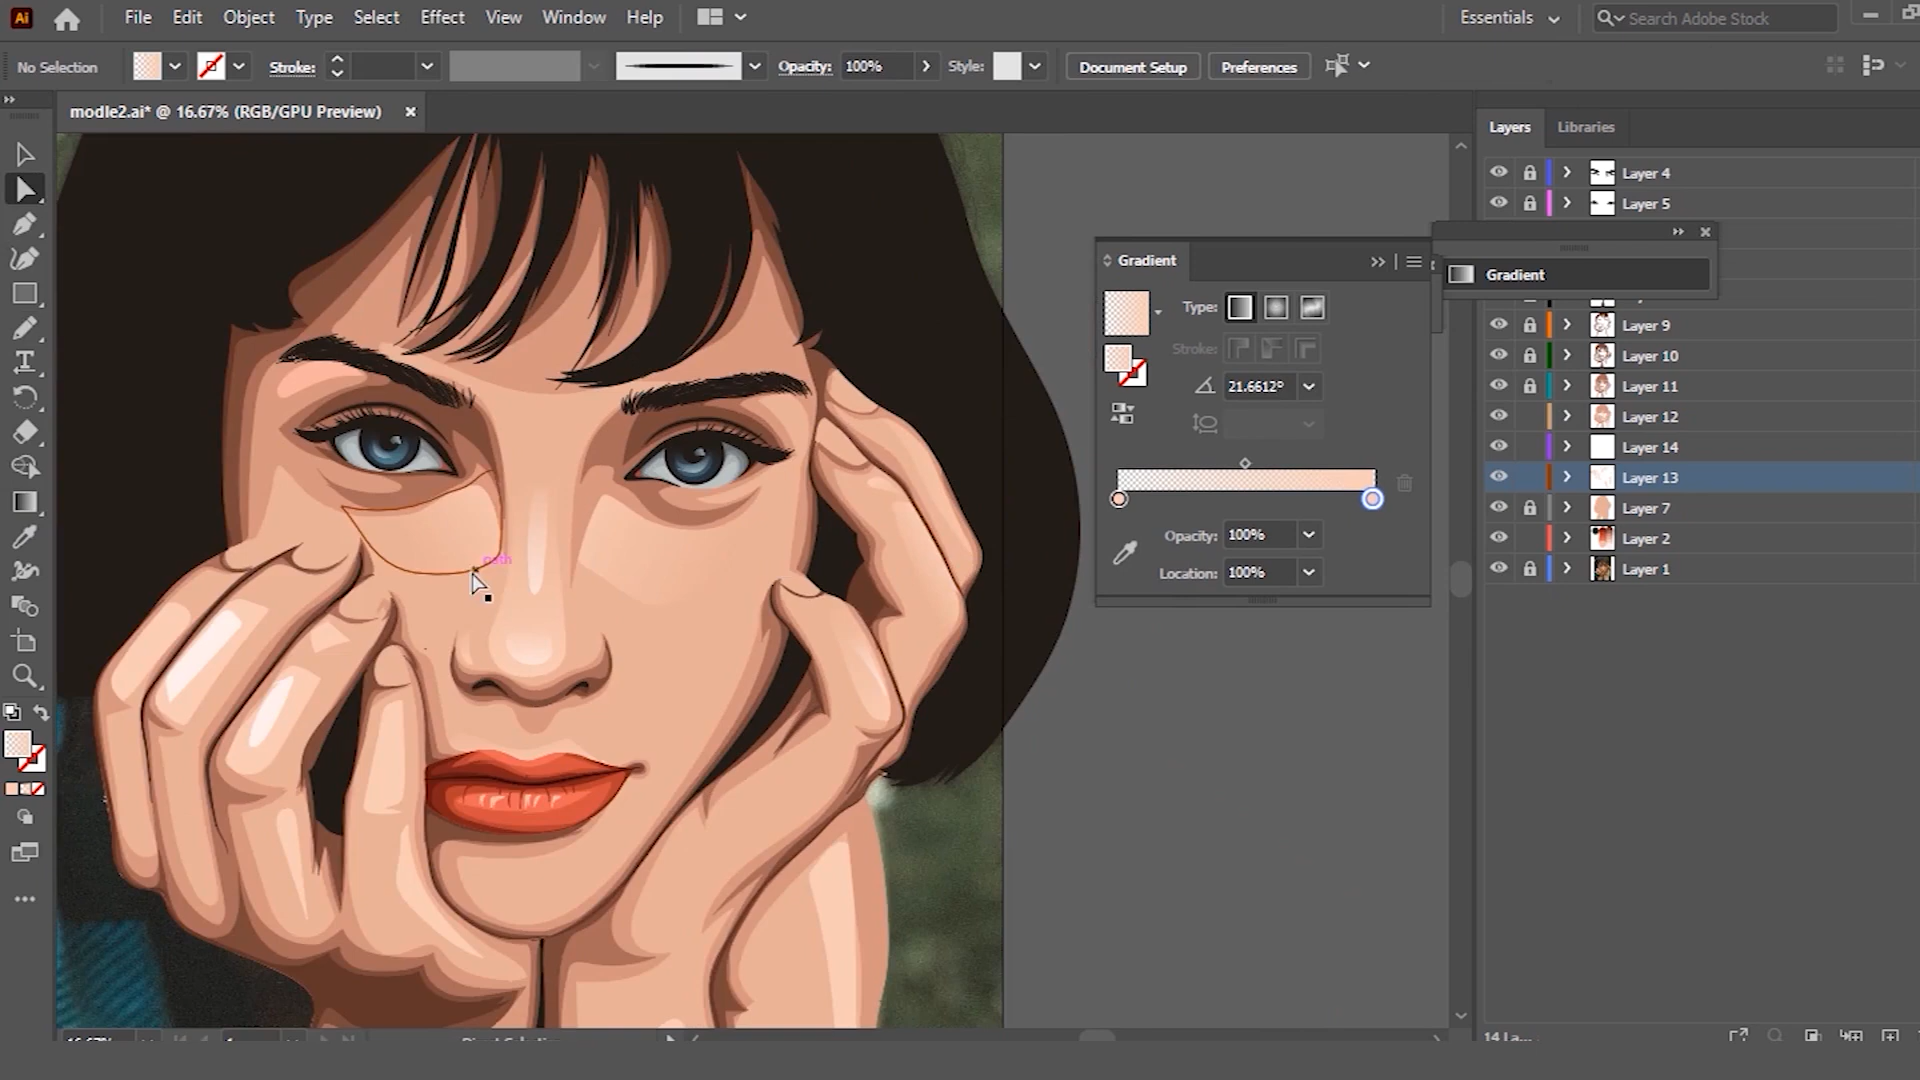 Ai File Edit Object Type Select Effect View Window Help Essentials Search Adobe Stock
No Selection Stroke: Opacity: 100% Style: Document Setup Preferences
modle2.ai* @ 16.67% (RGB/GPU Preview)
Layers Libraries
Layer 4
Layer 5
Gradient
Gradient
Type:
Layer 9
Stroke:
Layer 10
21.6612°
Layer 11
Layer 12
Layer 14
Layer 13
Layer 7
Opacity: 100%
Layer 2
Location: 100%
Layer 1
path